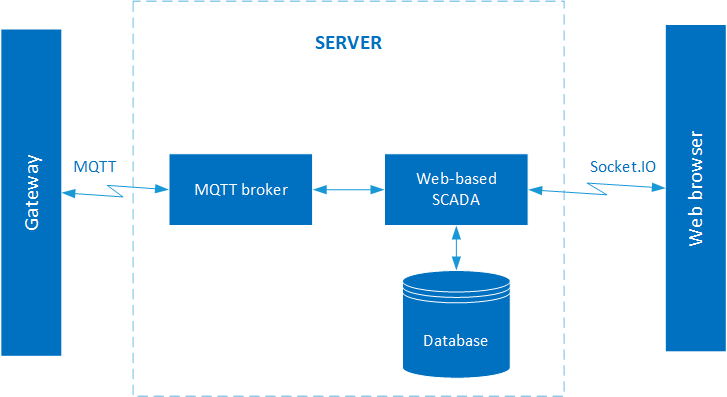 SERVER
Gateway
MQTT
MQTT broker
Web-based
SCADA
Socket.IO
Web browser
Database